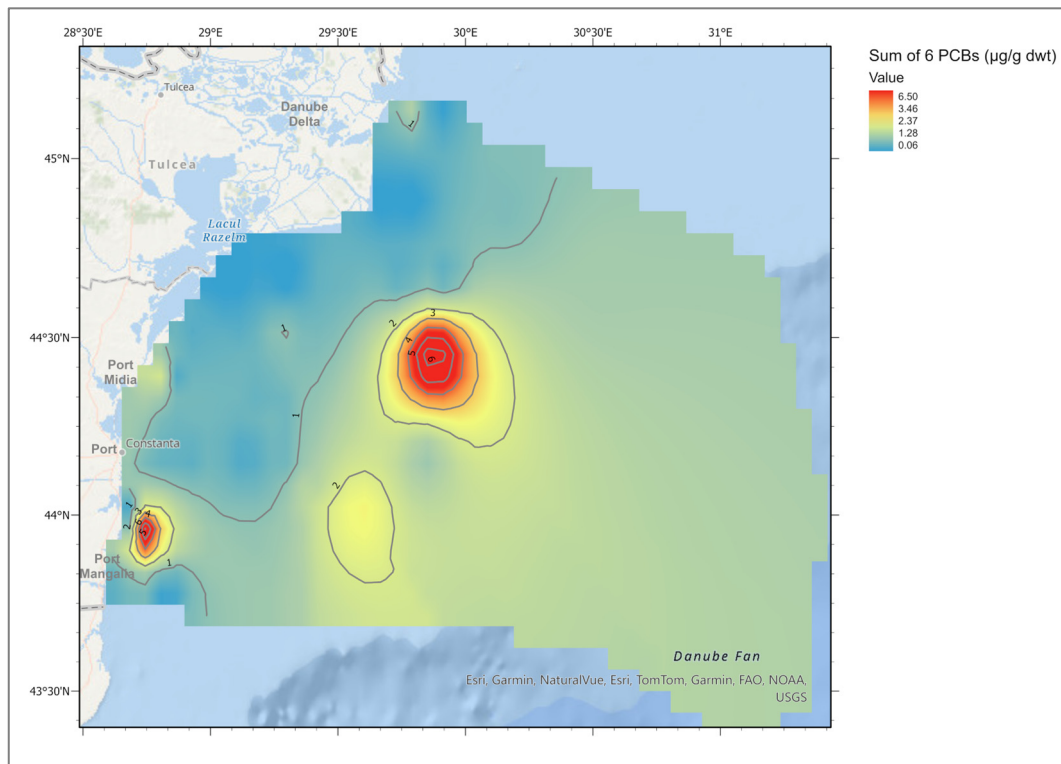 28°30'E 29°E 29°30'E 30°E 30°30'E 31°E
Sum of 6 PCBs (µg/g dwt)
Value
6.50
3.46
2.37
1.28
0.06
Tulcea
Danube
Delta
1
45°N
Tulcea
Lacul
Razelm
2
3
1
4
44°30'N
5
6
Port
Midia
1
Port
Constanta
2
1
3
4
44°N
2
6
5
Port
Mangalia
1
Danube Fan
Esri, Garmin, NaturalVue, Esri, TomTom, Garmin, FAO, NOAA,
USGS
43°30'N